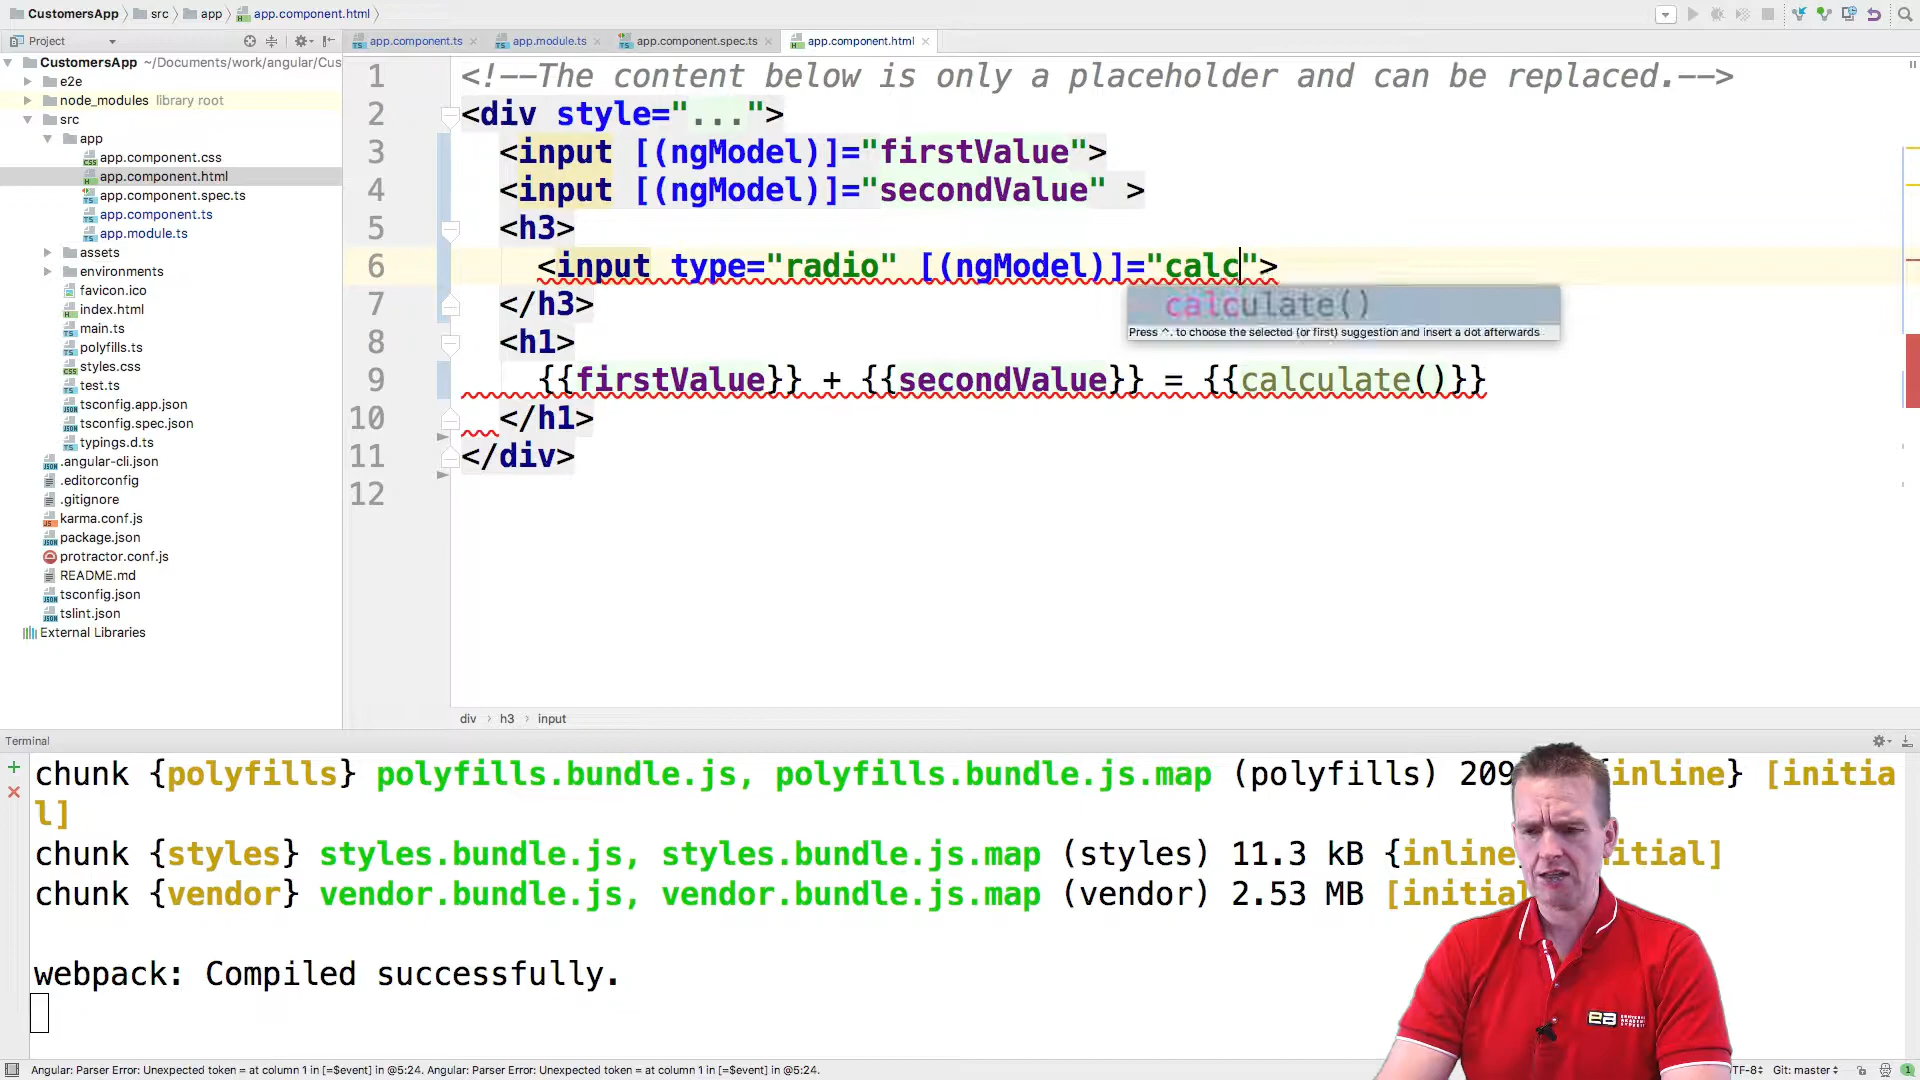 CustomersApp src app app.component.html
Project
app.component.ts app.module.ts app.component.spec.ts app.component.html
CustomersApp ~/Documents/work/angular/Cus
e2e
node_modules library root
src
app
app.component.css
app.component.html
app.component.spec.ts
app.component.ts
app.module.ts
assets
environments
favicon.ico
index.html
main.ts
polyfills.ts
styles.css
test.ts
tsconfig.app.json
tsconfig.spec.json
typings.d.ts
.angular-cli.json
.editorconfig
.gitignore
karma.conf.js
package.json
protractor.conf.js
README.md
tsconfig.json
tslint.json
External Libraries
1 <!--The content below is only a placeholder and can be replaced.-->
2 <div style="...">
3 <input [(ngModel)]="firstValue">
4 <input [(ngModel)]="secondValue" >
5 <h3>
6 <input type="radio" [(ngModel)]="calc">
calculate()
Press ^. to choose the selected (or first) suggestion and insert a dot afterwards
7 </h3>
8 <h1>
9 {{firstValue}} + {{secondValue}} = {{calculate()}}
10 </h1>
11 </div>
12
div h3 input
Terminal
chunk {polyfills} polyfills.bundle.js, polyfills.bundle.js.map (polyfills) 209 inline} [initia
l]
chunk {styles} styles.bundle.js, styles.bundle.js.map (styles) 11.3 kB {inline itial]
chunk {vendor} vendor.bundle.js, vendor.bundle.js.map (vendor) 2.53 MB [initial
webpack: Compiled successfully.
ea
Angular: Parser Error: Unexpected token = at column 1 in [=$event] in @5:24. Angular: Parser Error: Unexpected token = at column 1 in [=$event] in @5:24.
TF-8 Git: master 1